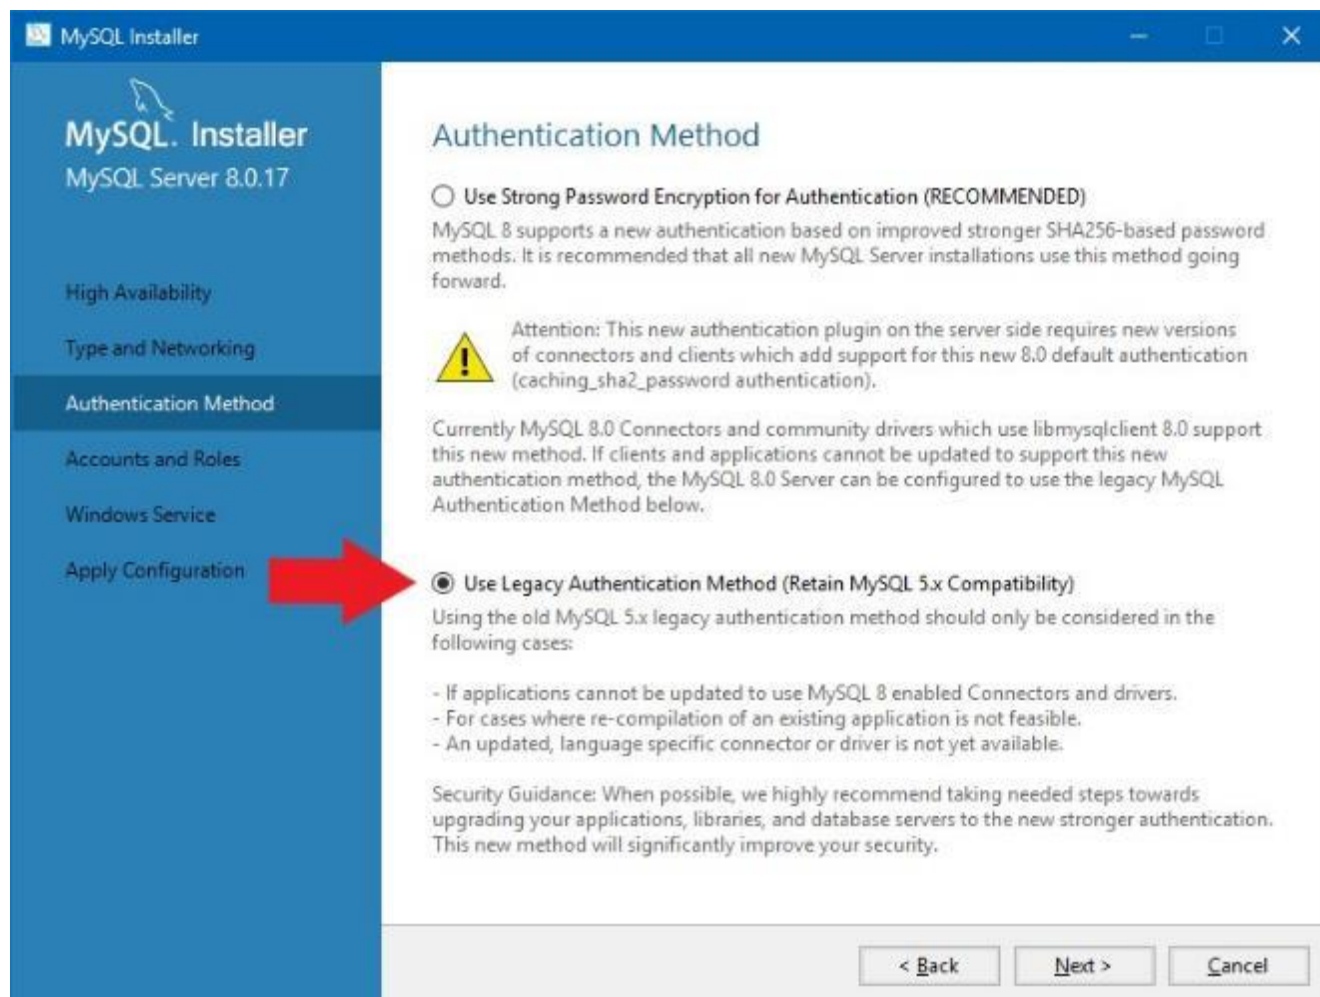 MySQL Installer
MySQL. Installer
MySQL Server 8.0.17
High Availability
Type and Networking
Authentication Method
Accounts and Roles
Windows Service
Apply Configuration
Authentication Method
Use Strong Password Encryption for Authentication (RECOMMENDED)
MySQL 8 supports a new authentication based on improved stronger SHA256-based password
methods. It is recommended that all new MySQL Server installations use this method going
forward.
Attention: This new authentication plugin on the server side requires new versions
of connectors and clients which add support for this new 8.0 default authentication
(caching_sha2_password authentication).
Currently MySQL 8.0 Connectors and community drivers which use libmysqlclient 8.0 support
this new method. If clients and applications cannot be updated to support this new
authentication method, the MySQL 8.0 Server can be configured to use the legacy MySQL
Authentication Method below.
Use Legacy Authentication Method (Retain MySQL 5.x Compatibility)
Using the old MySQL 5.x legacy authentication method should only be considered in the
following cases:
- If applications cannot be updated to use MySQL 8 enabled Connectors and drivers.
- For cases where re-compilation of an existing application is not feasible.
- An updated, language specific connector or driver is not yet available.
Security Guidance: When possible, we highly recommend taking needed steps towards
upgrading your applications, libraries, and database servers to the new stronger authentication.
This new method will significantly improve your security.
< Back
Next >
Cancel